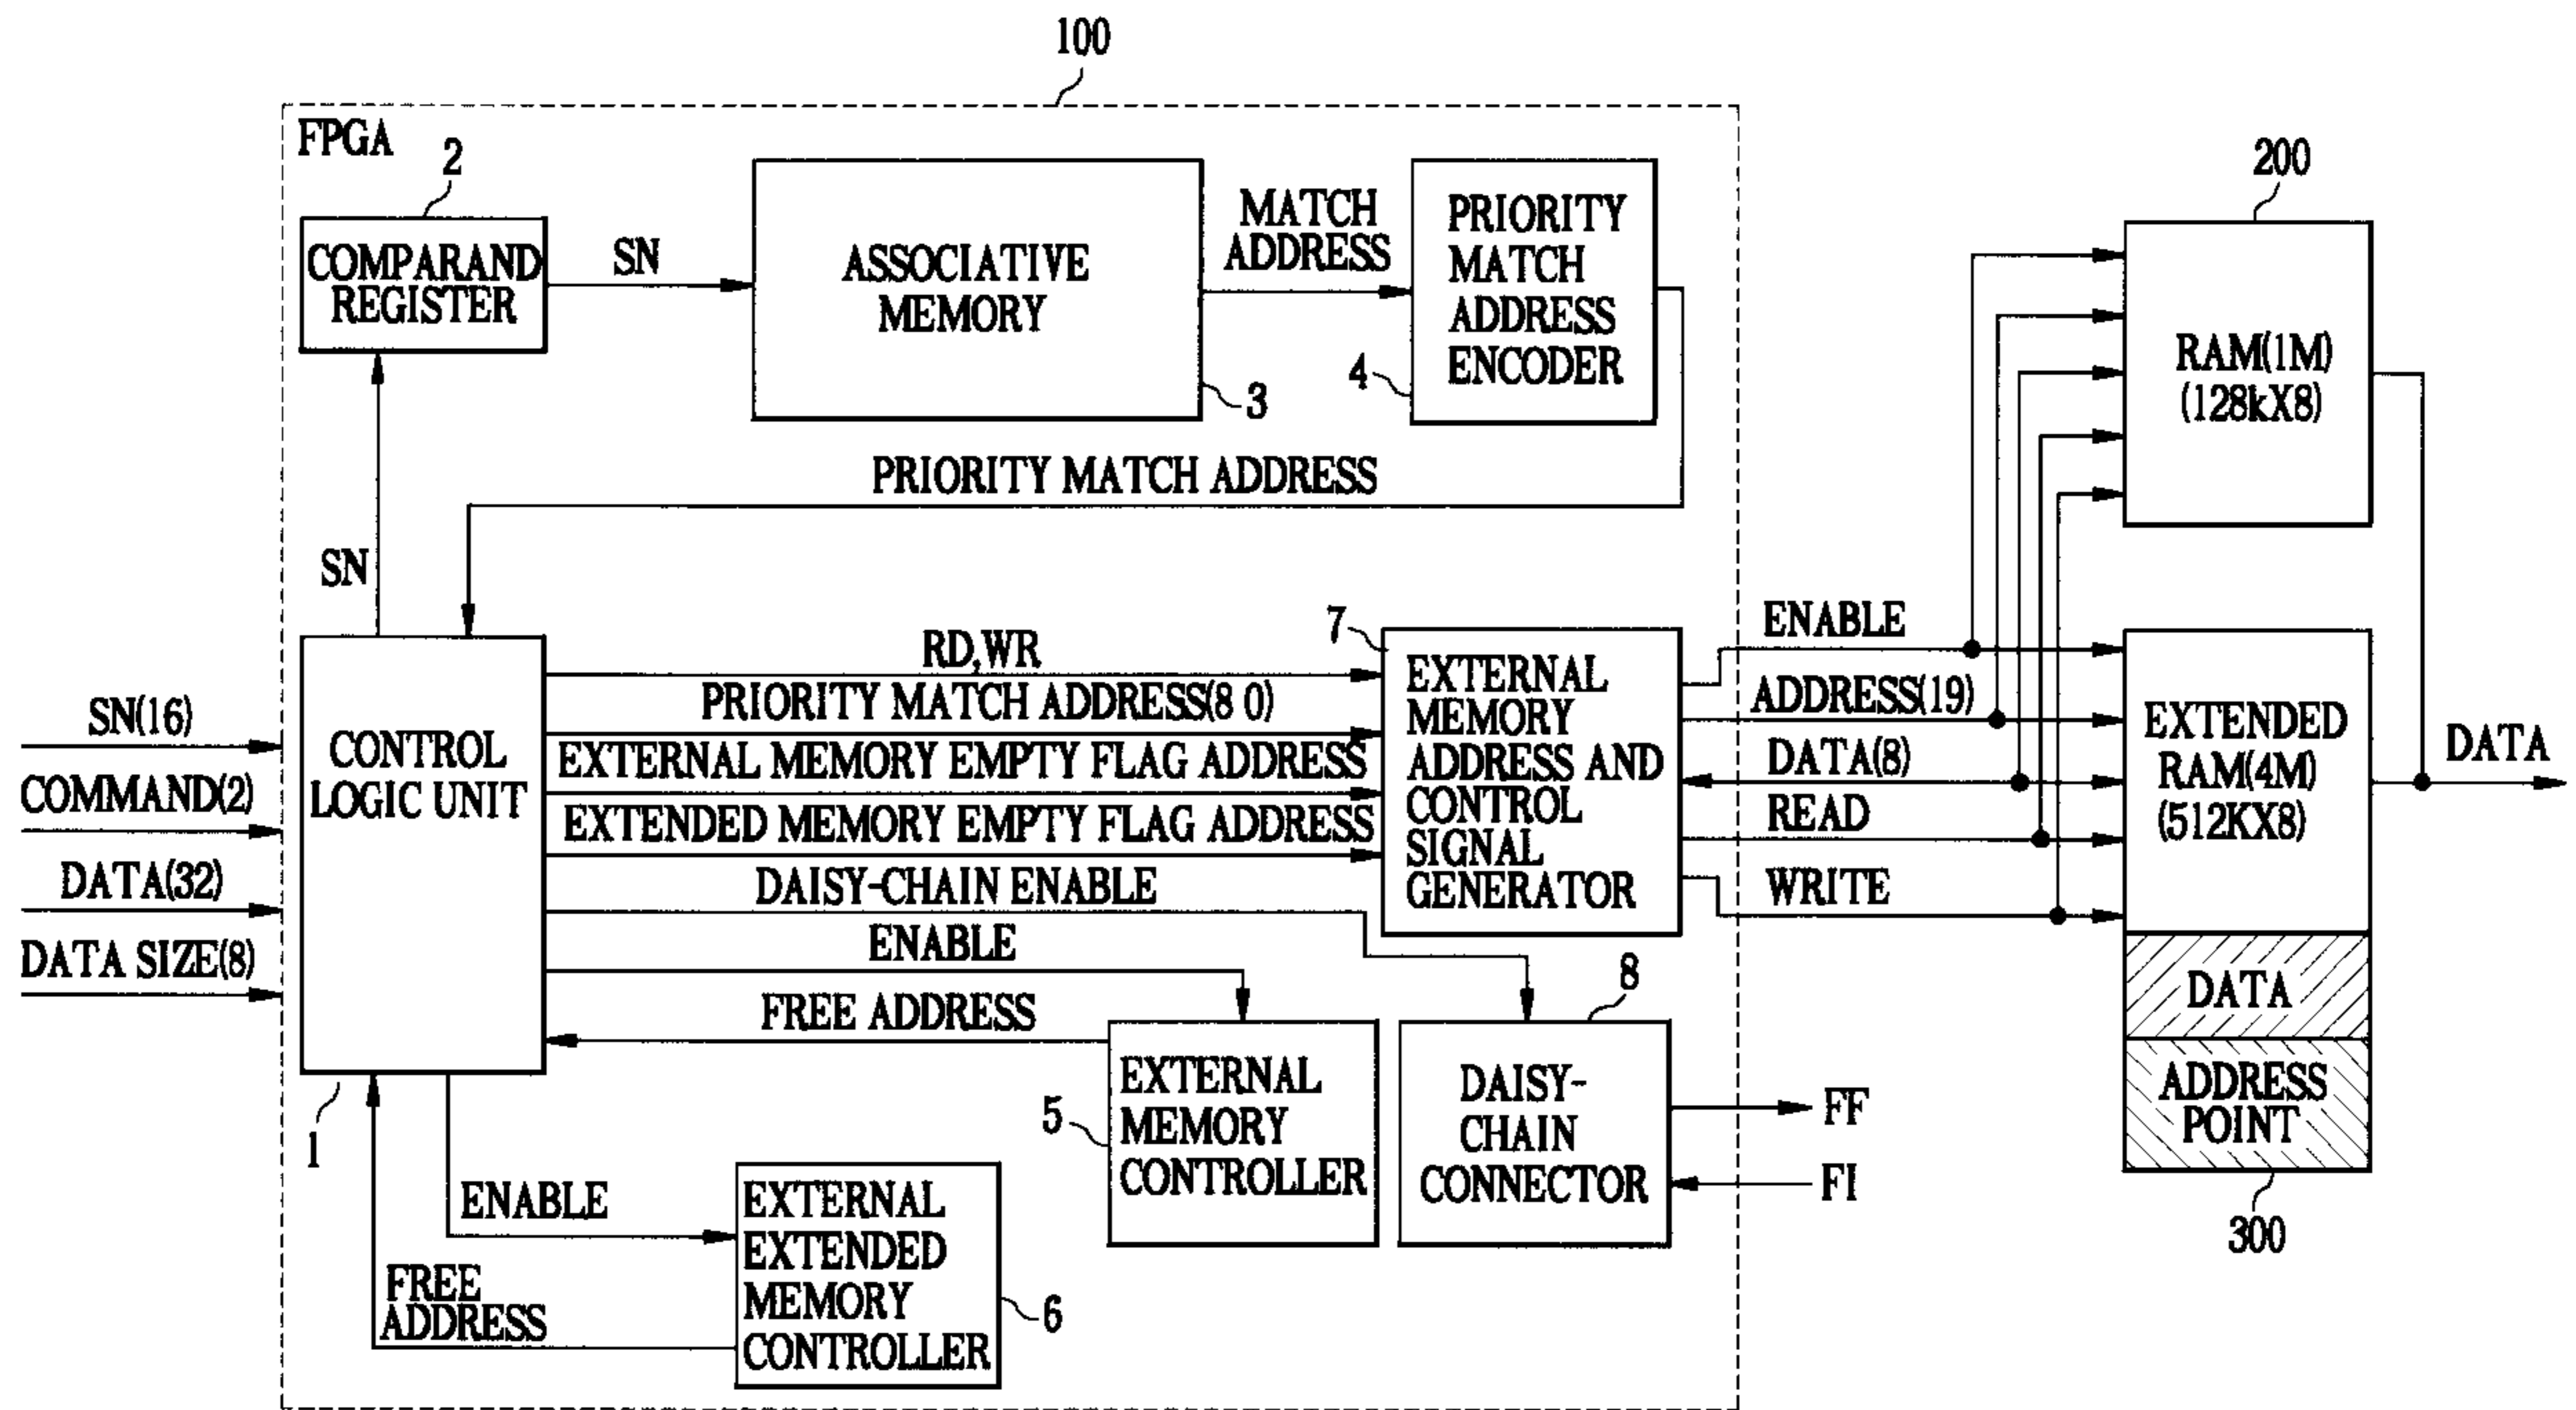 100
FPGA
2
COMPARAND
REGISTER
SN
ASSOCIATIVE
MEMORY
3
MATCH
ADDRESS
PRIORITY
MATCH
ADDRESS
ENCODER
4
PRIORITY MATCH ADDRESS
SN
200
RAM(1M)
(128kX8)
SN(16)
COMMAND(2)
DATA(32)
DATA SIZE(8)
CONTROL
LOGIC UNIT
1
RD,WR
PRIORITY MATCH ADDRESS(8 0)
EXTERNAL MEMORY EMPTY FLAG ADDRESS
EXTENDED MEMORY EMPTY FLAG ADDRESS
DAISY-CHAIN ENABLE
ENABLE
FREE ADDRESS
7
EXTERNAL
MEMORY
ADDRESS AND
CONTROL
SIGNAL
GENERATOR
ENABLE
ADDRESS(19)
DATA(8)
READ
WRITE
EXTENDED
RAM(4M)
(512KX8)
DATA
ADDRESS
POINT
300
DATA
5
EXTERNAL
MEMORY
CONTROLLER
8
DAISY-
CHAIN
CONNECTOR
FF
FI
ENABLE
FREE
ADDRESS
EXTERNAL
EXTENDED
MEMORY
CONTROLLER
6